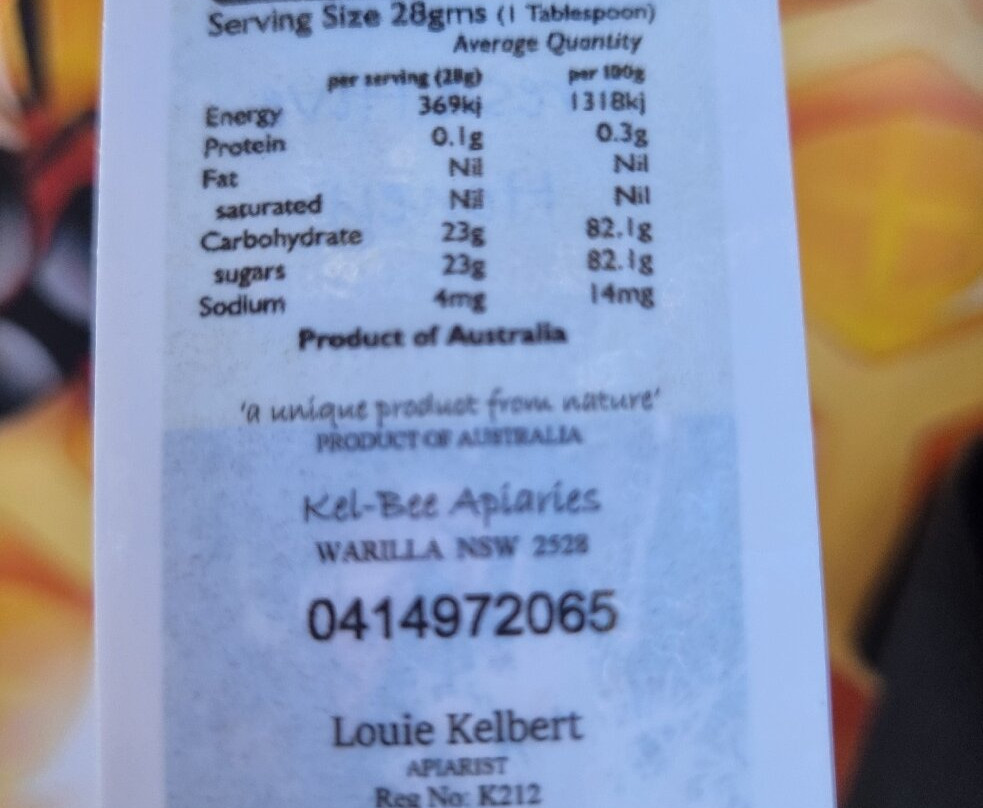 Serving Size 28gms (1 Tablespoon)
Average Quantity
per serving (28g) per 100g
Energy 369kj 1318kj
Protein 0.1g 0.3g
Fat Nil Nil
saturated Nil Nil
Carbohydrate 23g 82.1g
sugars 23g 82.1g
Sodium 4mg 14mg
Product of Australia
'a unique product from nature'
PRODUCT OF AUSTRALIA
Kel-Bee Apiaries
WARILLA NSW 2528
0414972065
Louie Kelbert
APIARIST
Reg No: K212